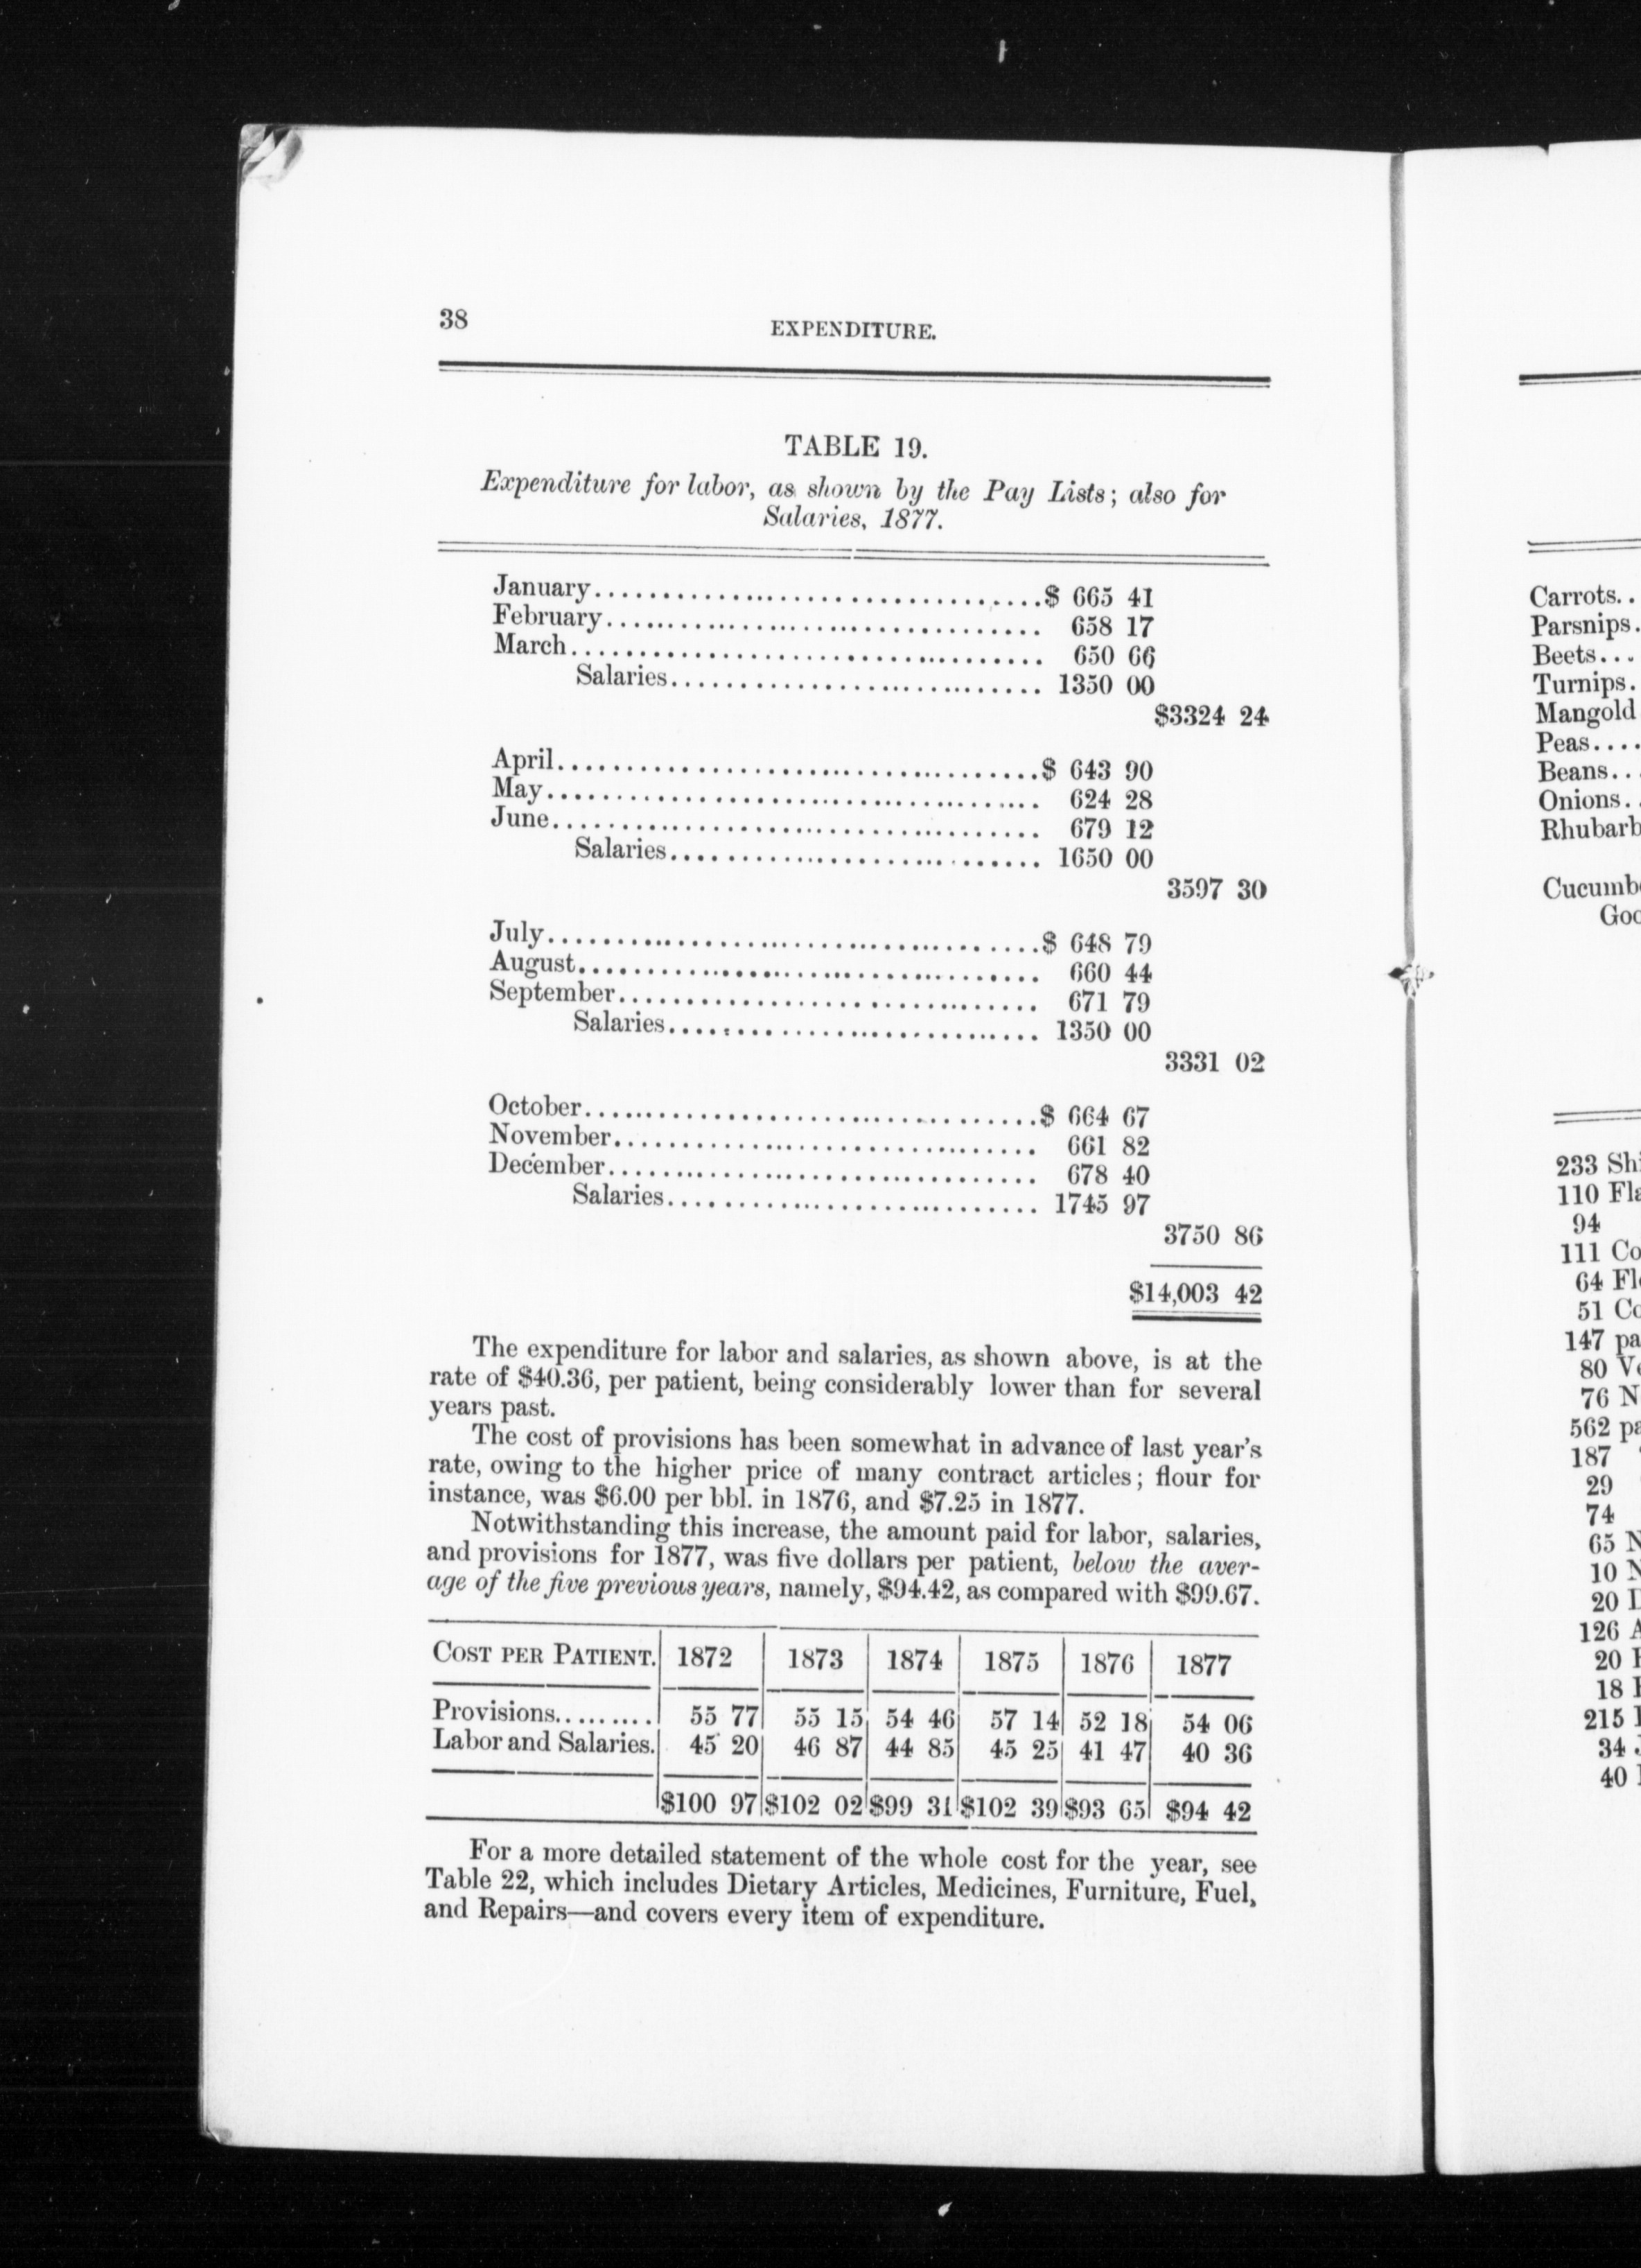 38
EXPENDITURE.
TABLE 19.
Expenditure for labor, as shown by the Pay Lists; also for
Salaries, 1877.
January........................................$ 665 41
February........................................ 658 17
March........................................ 650 66
Salaries........................................ 1350 00
$3324 24
April........................................$ 643 90
May........................................ 624 28
June........................................ 679 12
Salaries........................................ 1650 00
3597 30
July........................................$ 648 79
August........................................ 660 44
September........................................ 671 79
Salaries........................................ 1350 00
3331 02
October........................................$ 664 67
November........................................ 661 82
December........................................ 678 40
Salaries........................................ 1745 97
3750 86
$14,003 42
The expenditure for labor and salaries, as shown above, is at the
rate of $40.36, per patient, being considerably lower than for several
years past.
The cost of provisions has been somewhat in advance of last year's
rate, owing to the higher price of many contract articles; flour for
instance, was $6.00 per bbl. in 1876, and $7.25 in 1877.
Notwithstanding this increase, the amount paid for labor, salaries,
and provisions for 1877, was five dollars per patient, below the aver-
age of the five previous years, namely, $94.42, as compared with $99.67.
COST PER PATIENT. 1872 1873 1874 1875 1876 1877
Provisions......... 55 77 55 15 54 46 57 14 52 18 54 06
Labor and Salaries. 45 20 46 87 44 85 45 25 41 47 40 36
$100 97 $102 02 $99 31 $102 39 $93 65 $94 42
For a more detailed statement of the whole cost for the year, see
Table 22, which includes Dietary Articles, Medicines, Furniture, Fuel,
and Repairs—and covers every item of expenditure.
Carrots..
Parsnips.
Beets...
Turnips.
Mangold
Peas....
Beans...
Onions..
Rhubarb
233
110
94
111
64
51
147
80
76
562
187
29
74
65
10
20
126
20
18
215
34
40